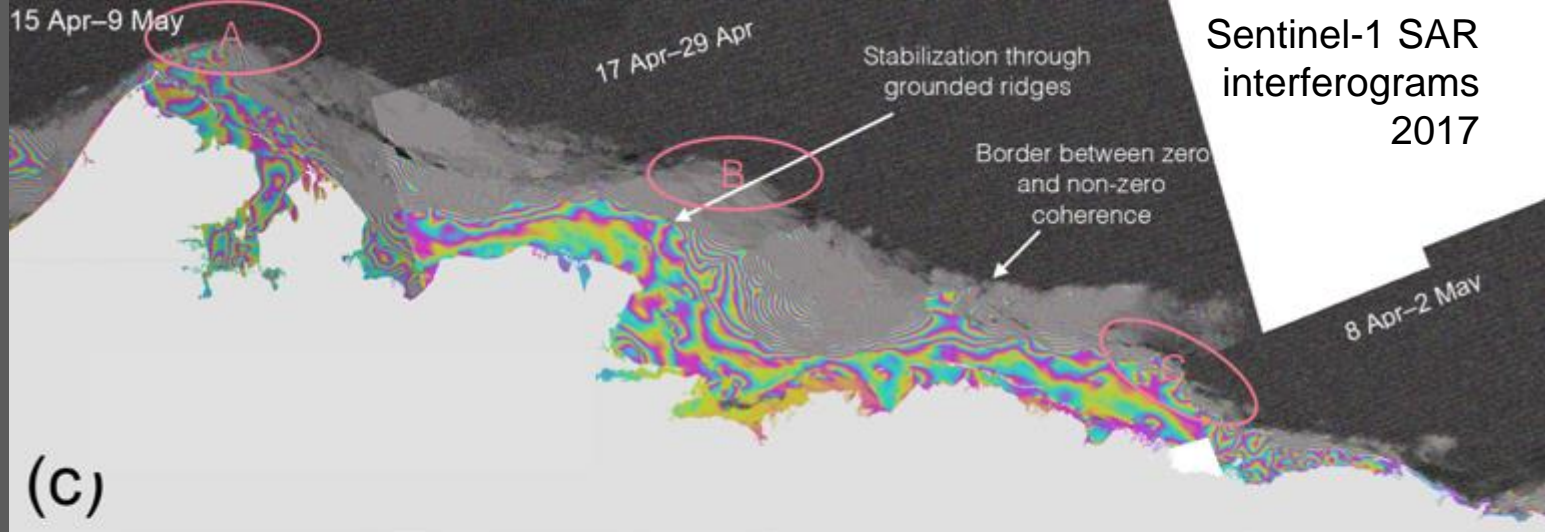 15 Apr–9 May
A
17 Apr–29 Apr
Stabilization through
grounded ridges
Sentinel-1 SAR
interferograms
2017
B
Border between zero
and non-zero
coherence
8 Apr–2 May
C
(c)